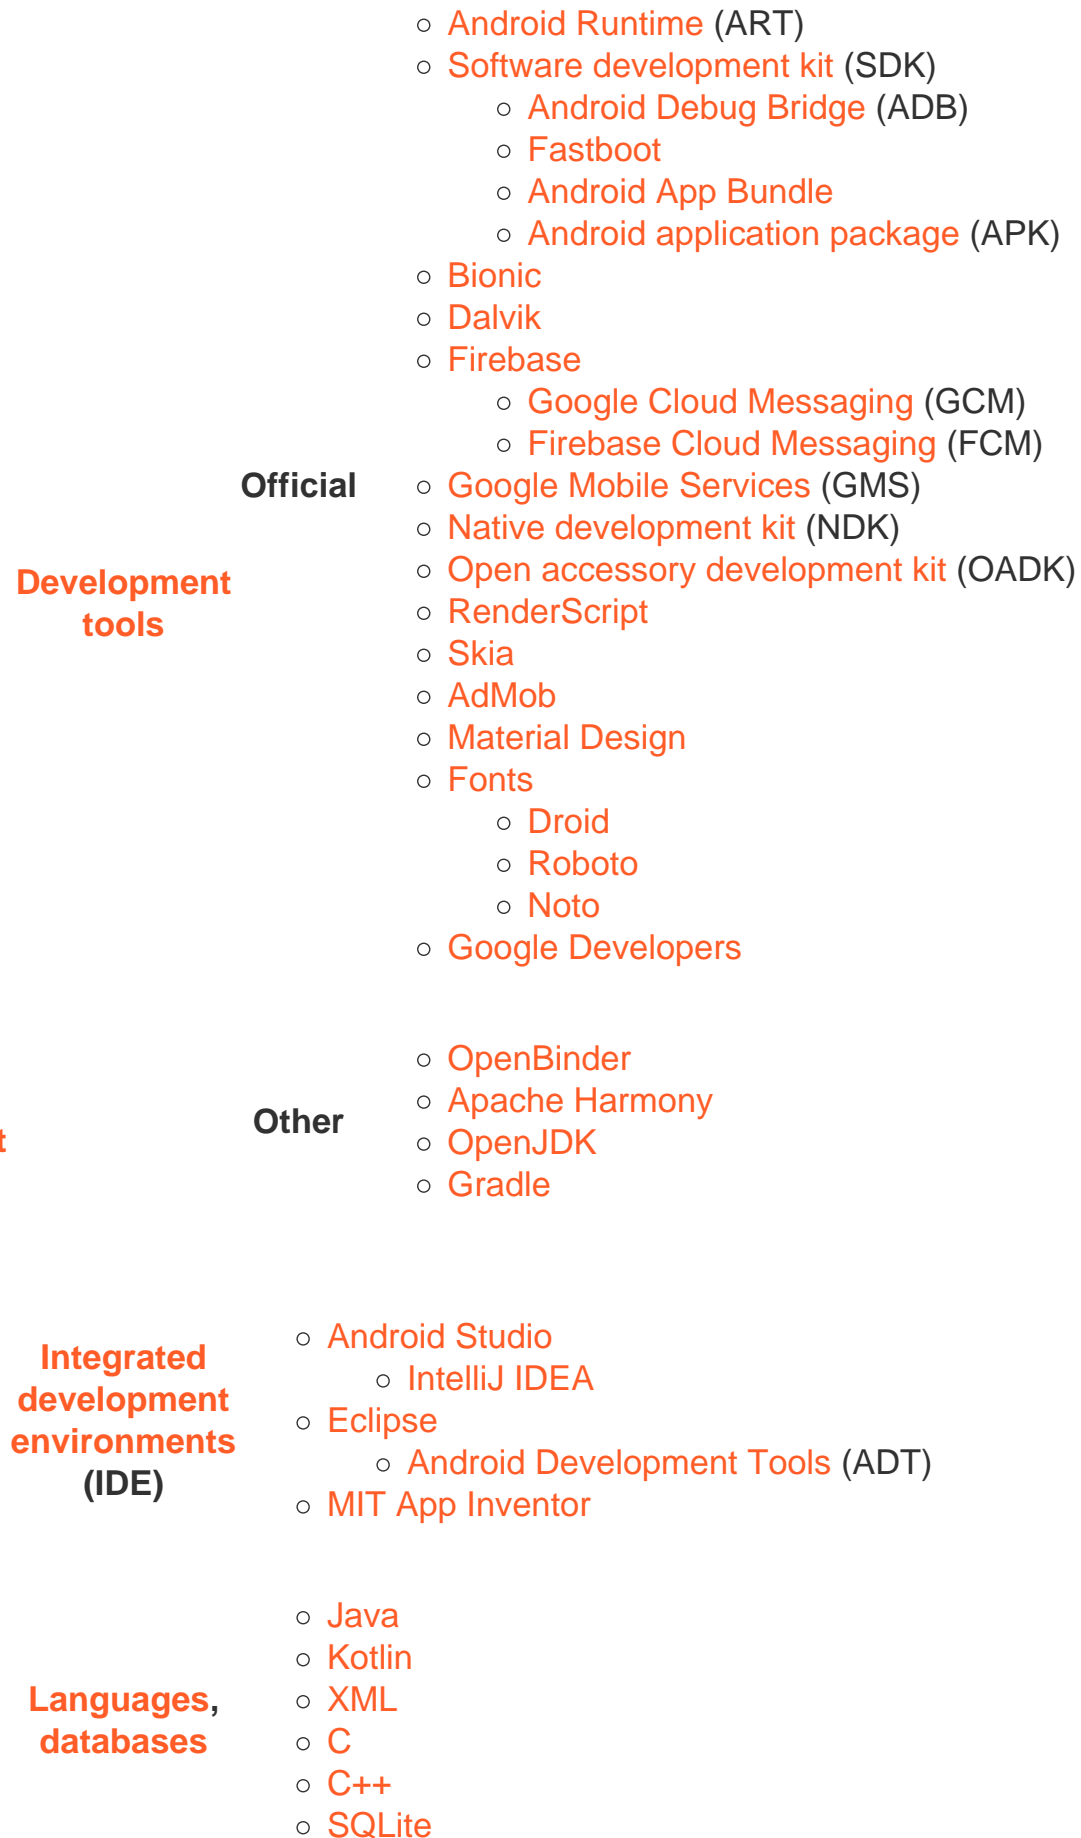 Development
tools
Official
○ Android Runtime (ART)
○ Software development kit (SDK)
○ Android Debug Bridge (ADB)
○ Fastboot
○ Android App Bundle
○ Android application package (APK)
○ Bionic
○ Dalvik
○ Firebase
○ Google Cloud Messaging (GCM)
○ Firebase Cloud Messaging (FCM)
○ Google Mobile Services (GMS)
○ Native development kit (NDK)
○ Open accessory development kit (OADK)
○ RenderScript
○ Skia
○ AdMob
○ Material Design
○ Fonts
○ Droid
○ Roboto
○ Noto
○ Google Developers
Other
○ OpenBinder
○ Apache Harmony
○ OpenJDK
○ Gradle
t
Integrated
development
environments
(IDE)
○ Android Studio
○ IntelliJ IDEA
○ Eclipse
○ Android Development Tools (ADT)
○ MIT App Inventor
Languages,
databases
○ Java
○ Kotlin
○ XML
○ C
○ C++
○ SQLite